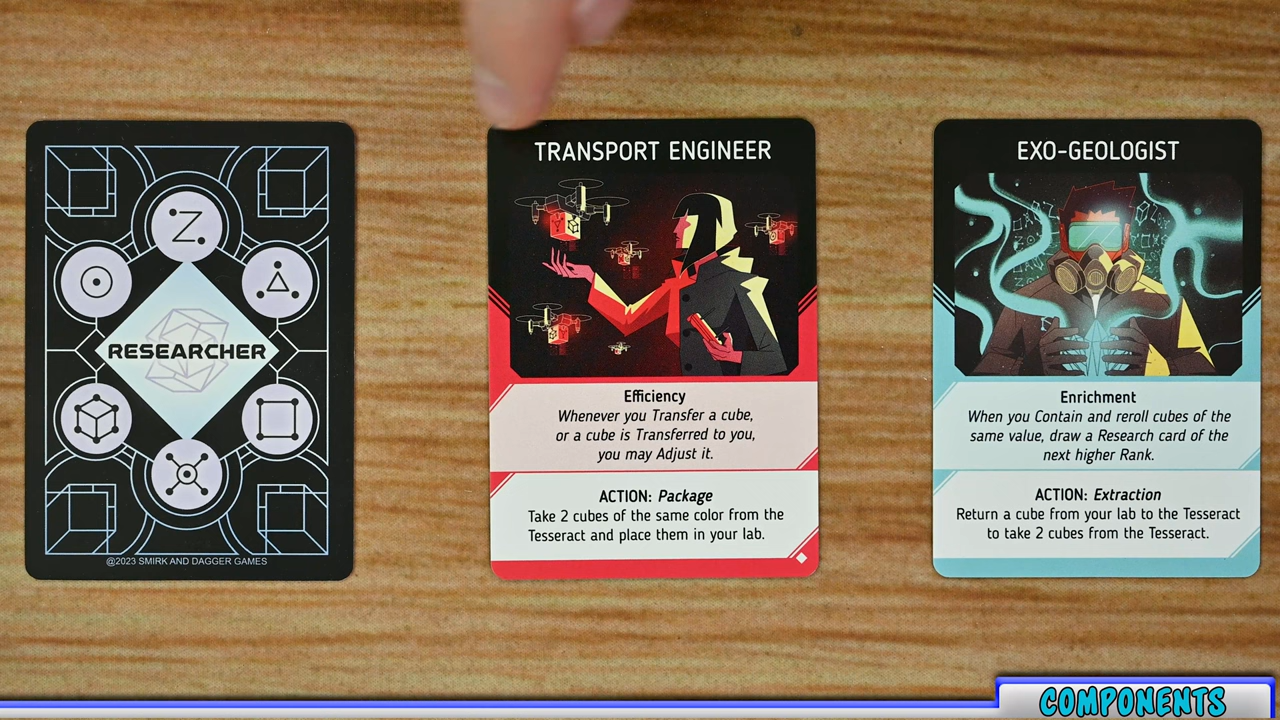 RESEARCHER
@2023 SMIRK AND DAGGER GAMES
TRANSPORT ENGINEER
Efficiency
Whenever you Transfer a cube,
or a cube is Transferred to you,
you may Adjust it.
ACTION: Package
Take 2 cubes of the same color from the
Tesseract and place them in your lab.
EXO-GEOLOGIST
Enrichment
When you Contain and reroll cubes of the
same value, draw a Research card of the
next higher Rank.
ACTION: Extraction
Return a cube from your lab to the Tesseract
to take 2 cubes from the Tesseract.
COMPONENTS